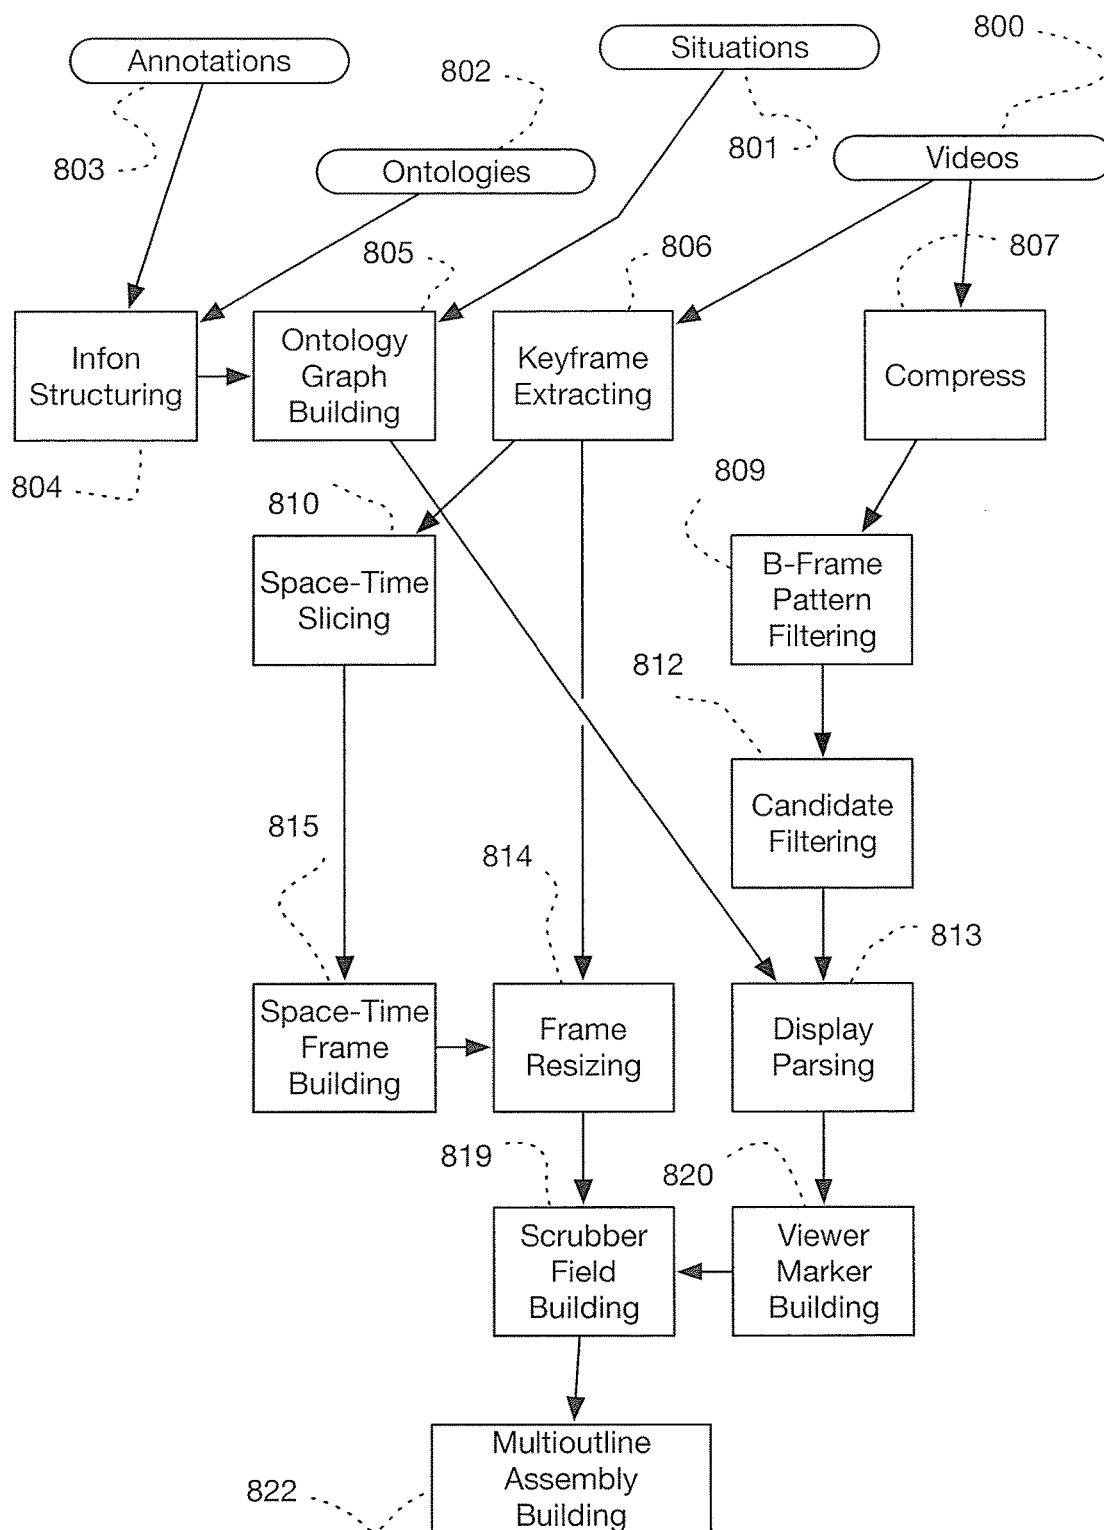 800
Annotations
Situations
802
801
Videos
803
Ontologies
805
806
807
Infon
Structuring
Ontology
Graph
Building
Keyframe
Extracting
Compress
804
810
809
Space-Time
Slicing
B-Frame
Pattern
Filtering
812
Candidate
Filtering
815
814
813
Space-Time
Frame
Building
Frame
Resizing
Display
Parsing
819
820
Scrubber
Field
Building
Viewer
Marker
Building
822
Multioutline
Assembly
Building